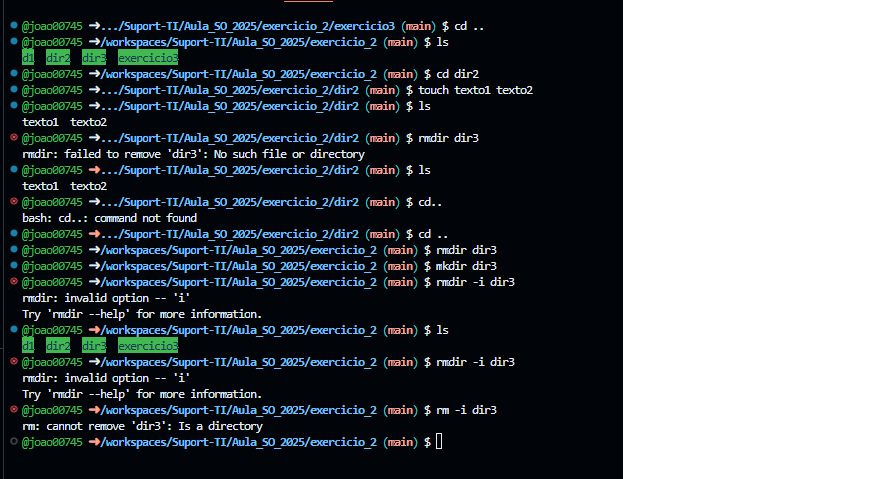 @joao00745 ➜.../Suport-TI/Aula_SO_2025/exercicio_2/exercicio3 (main) $ cd ..
@joao00745 ➜/workspaces/Suport-TI/Aula_SO_2025/exercicio_2 (main) $ ls
d1 dir2 dir3 exercicio3
@joao00745 ➜/workspaces/Suport-TI/Aula_SO_2025/exercicio_2 (main) $ cd dir2
@joao00745 ➜.../Suport-TI/Aula_SO_2025/exercicio_2/dir2 (main) $ touch texto1 texto2
@joao00745 ➜.../Suport-TI/Aula_SO_2025/exercicio_2/dir2 (main) $ ls
texto1 texto2
@joao00745 ➜.../Suport-TI/Aula_SO_2025/exercicio_2/dir2 (main) $ rmdir dir3
rmdir: failed to remove 'dir3': No such file or directory
@joao00745 ➜.../Suport-TI/Aula_SO_2025/exercicio_2/dir2 (main) $ ls
texto1 texto2
@joao00745 ➜.../Suport-TI/Aula_SO_2025/exercicio_2/dir2 (main) $ cd..
bash: cd..: command not found
@joao00745 ➜.../Suport-TI/Aula_SO_2025/exercicio_2/dir2 (main) $ cd ..
@joao00745 ➜/workspaces/Suport-TI/Aula_SO_2025/exercicio_2 (main) $ rmdir dir3
@joao00745 ➜/workspaces/Suport-TI/Aula_SO_2025/exercicio_2 (main) $ mkdir dir3
@joao00745 ➜/workspaces/Suport-TI/Aula_SO_2025/exercicio_2 (main) $ rmdir -i dir3
rmdir: invalid option -- 'i'
Try 'rmdir --help' for more information.
@joao00745 ➜/workspaces/Suport-TI/Aula_SO_2025/exercicio_2 (main) $ ls
d1 dir2 dir3 exercicio3
@joao00745 ➜/workspaces/Suport-TI/Aula_SO_2025/exercicio_2 (main) $ rmdir -i dir3
rmdir: invalid option -- 'i'
Try 'rmdir --help' for more information.
@joao00745 ➜/workspaces/Suport-TI/Aula_SO_2025/exercicio_2 (main) $ rm -i dir3
rm: cannot remove 'dir3': Is a directory
@joao00745 ➜/workspaces/Suport-TI/Aula_SO_2025/exercicio_2 (main) $